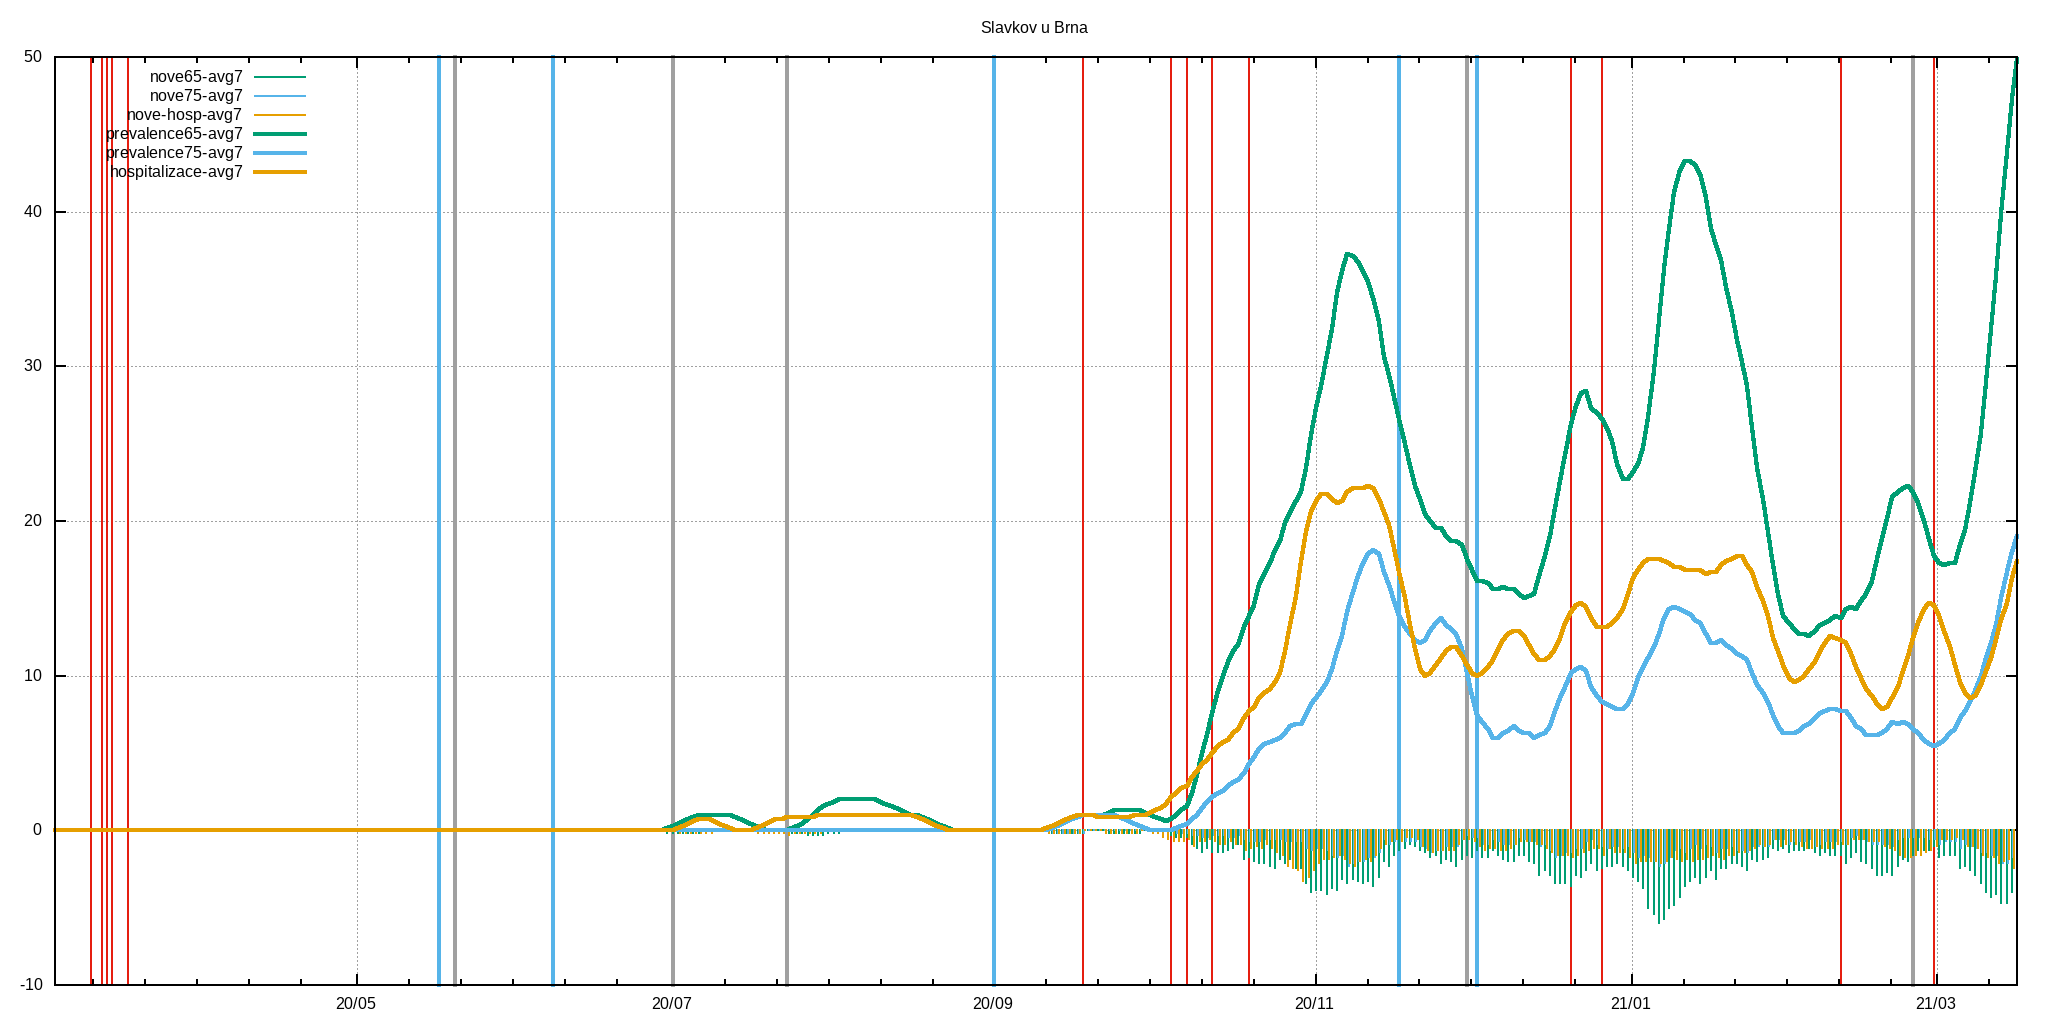 Slavkov u Brna
50
40
30
20
10
0
-10
nove65-avg7
nove75-avg7
nove-hosp-avg7
prevalence65-avg7
prevalence75-avg7
hospitalizace-avg7
20/05
20/07
20/09
20/11
21/01
21/03